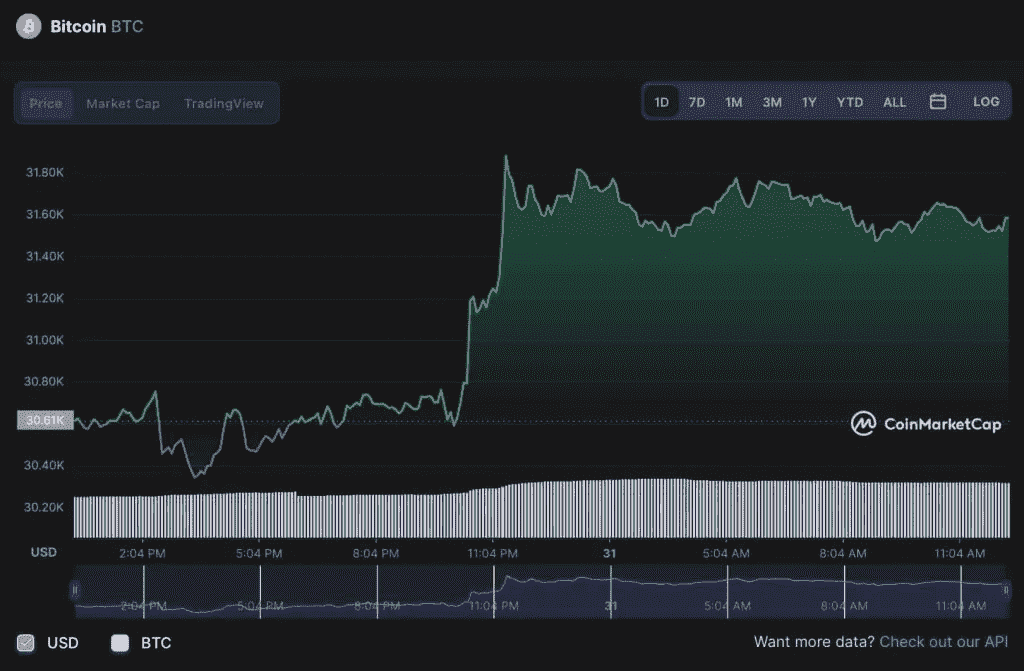 Bitcoin BTC
Price Market Cap TradingView
1D 7D 1M 3M 1Y YTD ALL LOG
31.80K
31.60K
31.40K
31.20K
31.00K
30.80K
30.61K
CoinMarketCap
30.40K
30.20K
USD 2:04 PM 5:04 PM 8:04 PM 11:04 PM 31 5:04 AM 8:04 AM 11:04 AM
2:04 PM 5:04 PM 8:04 PM 11:04 PM 31 5:04 AM 8:04 AM 11:04 AM
USD BTC
Want more data? Check out our API